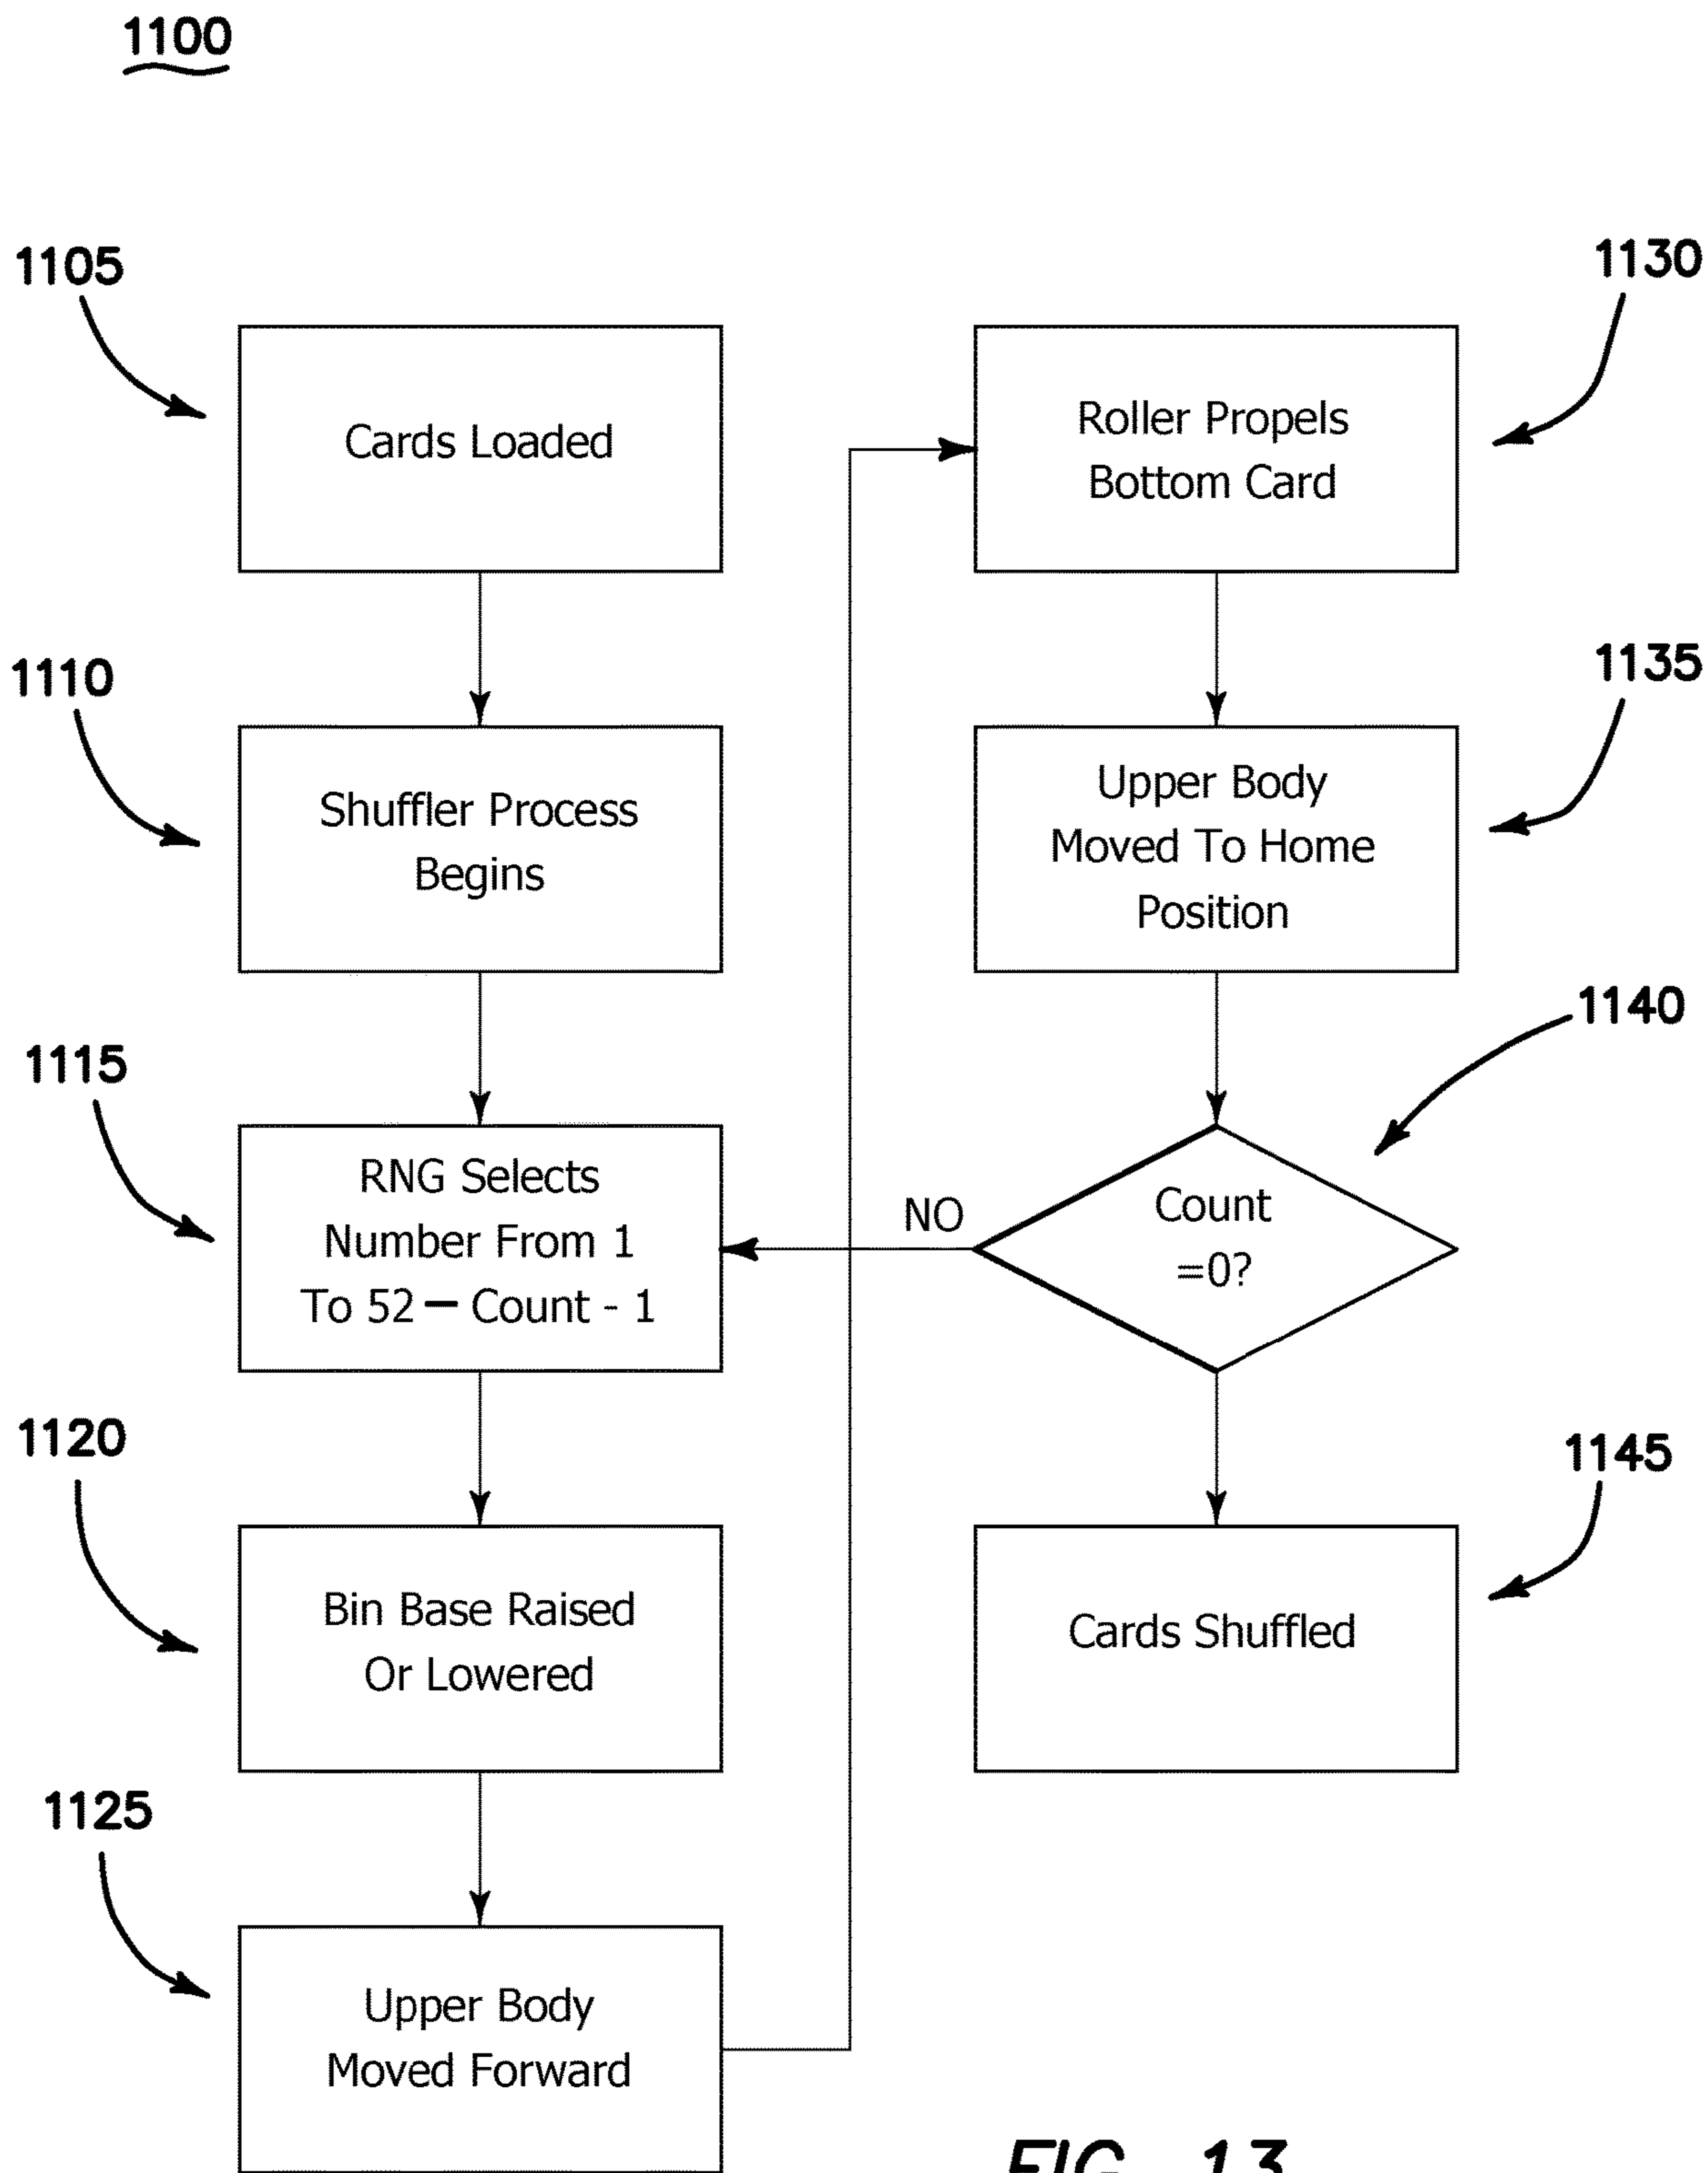 1100
1105
Cards Loaded
1110
Shuffler Process
Begins
1115
RNG Selects
Number From 1
To 52 — Count - 1
1120
Bin Base Raised
Or Lowered
1125
Upper Body
Moved Forward
1130
Roller Propels
Bottom Card
1135
Upper Body
Moved To Home
Position
1140
Count
=0?
NO
1145
Cards Shuffled
FIG. 13